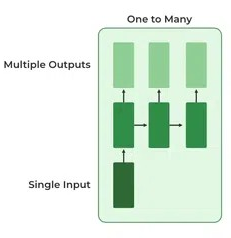 One to Many
Multiple Outputs
Single Input